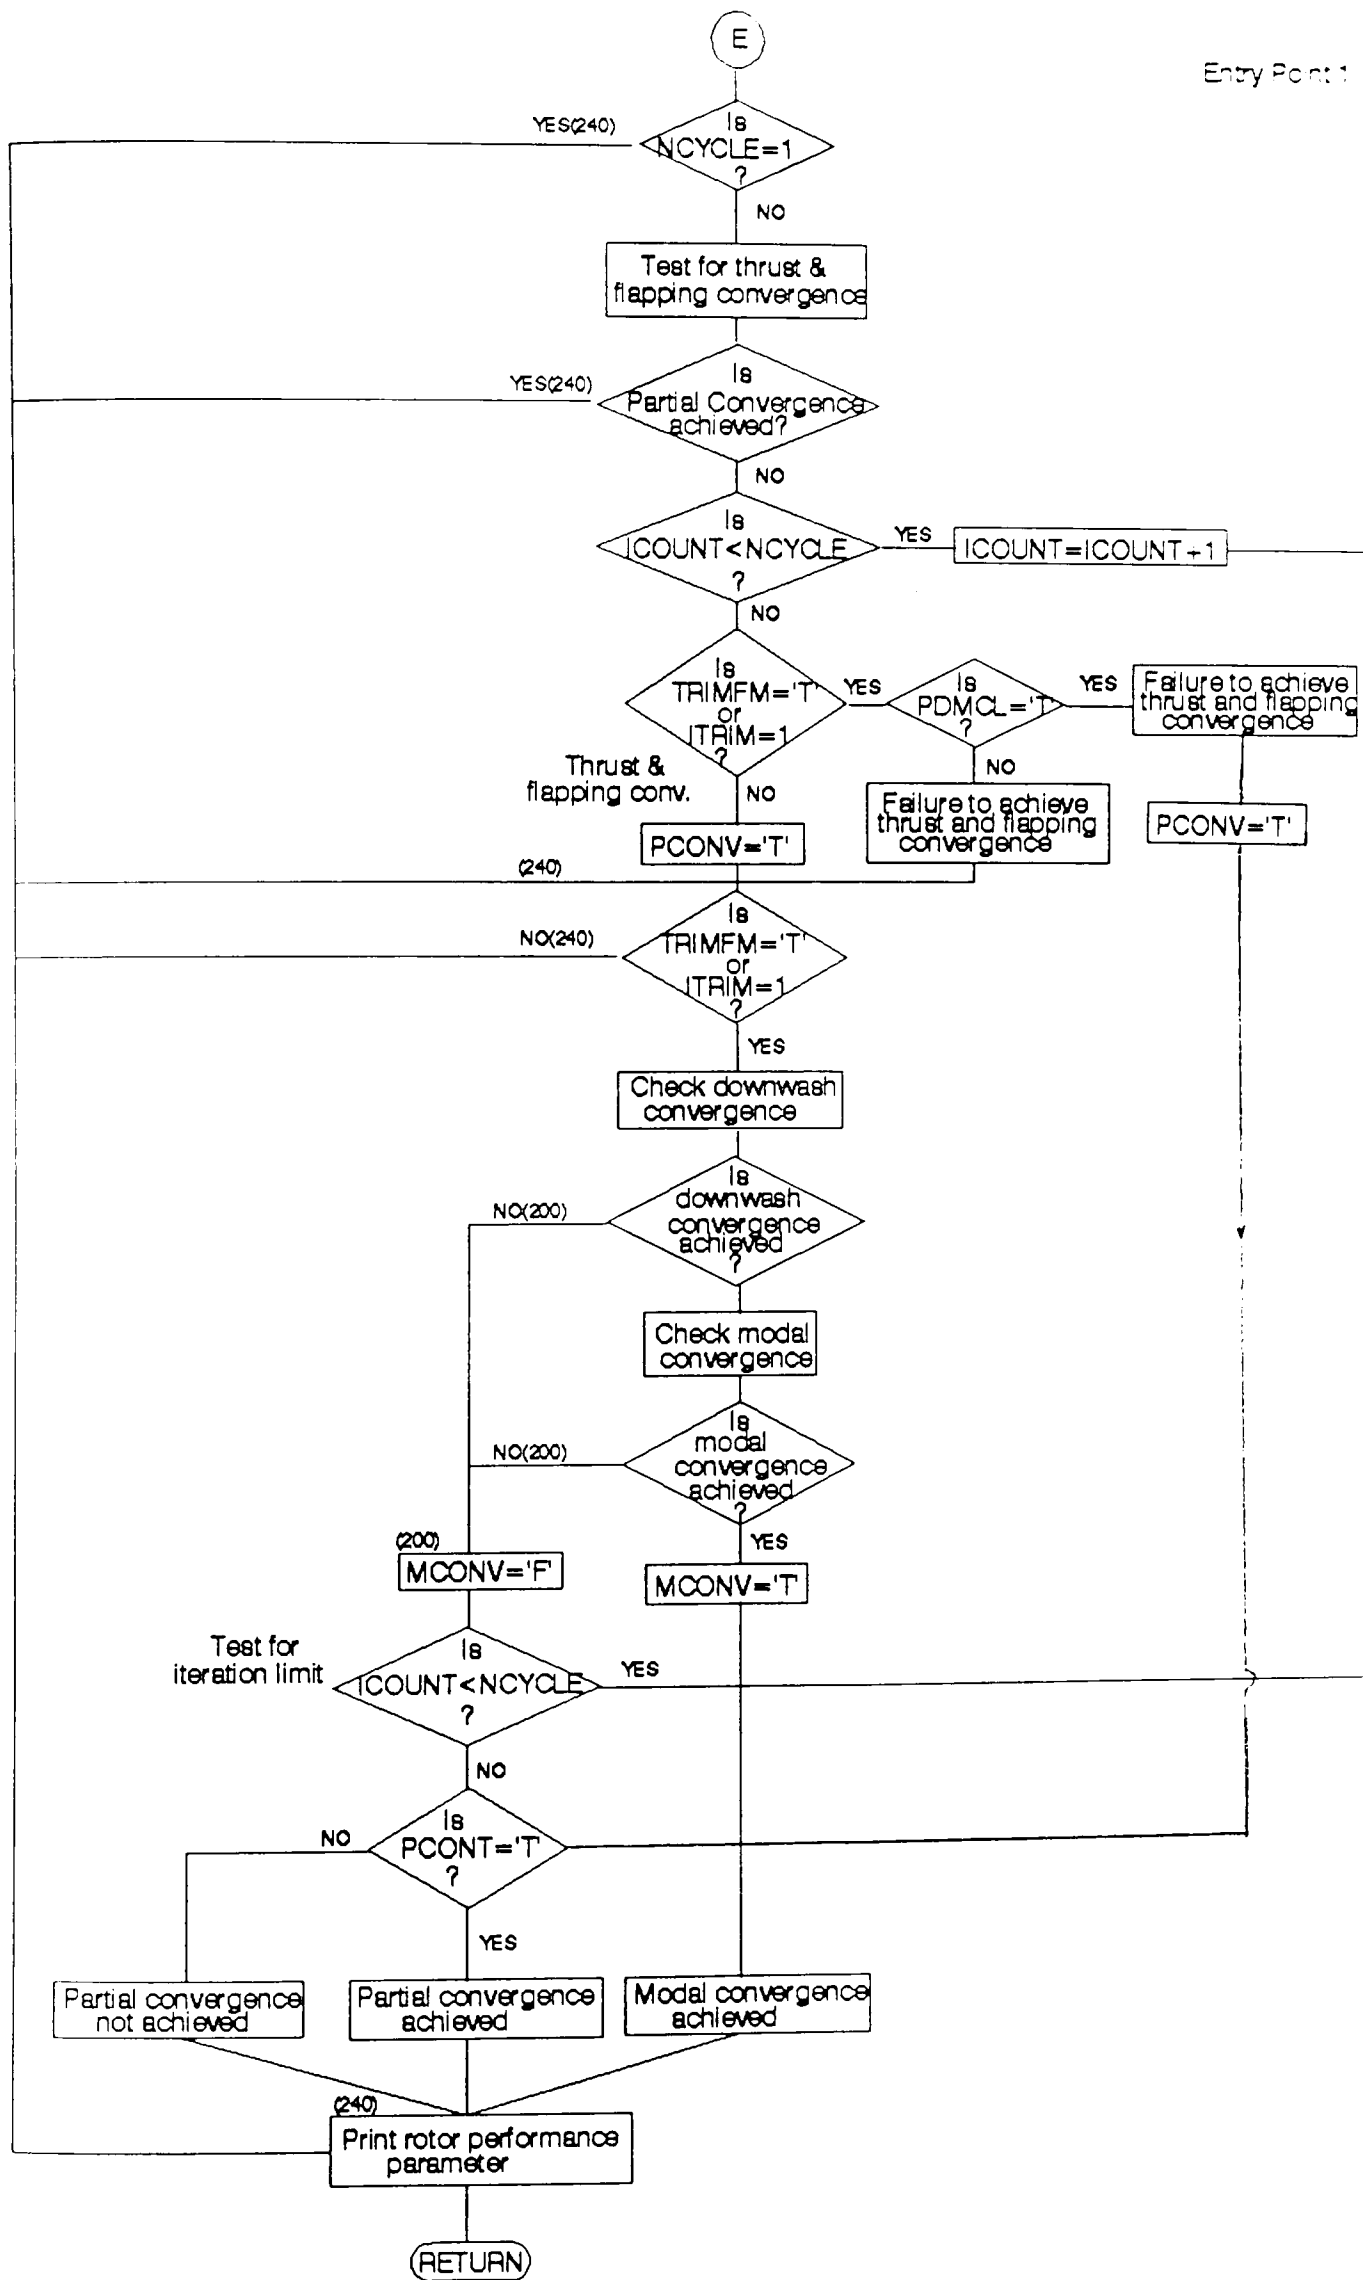 E
Entry Point 1
Is
NCYCLE=1
?
YES(240)
NO
Test for thrust &
flapping convergence
Is
Partial Convergence
achieved?
YES(240)
NO
Is
ICOUNT<NCYCLE
?
YES
ICOUNT=ICOUNT+1
NO
Is
TRIMFM='T'
or
ITRIM=1
?
YES
Is
PDMCL='T'
?
YES
Failure to achieve
thrust and flapping
convergence
PCONV='T'
NO
Failure to achieve
thrust and flapping
convergence
Thrust &
flapping conv.
NO
PCONV='T'
(240)
Is
TRIMFM='T'
or
ITRIM=1
?
NO(240)
YES
Check downwash
convergence
Is
downwash
convergence
achieved
?
NO(200)
Check modal
convergence
Is
modal
convergence
achieved
?
NO(200)
YES
(200)
MCONV='F'
MCONV='T'
Test for
iteration limit
Is
ICOUNT<NCYCLE
?
YES
NO
Is
PCONT='T'
?
NO
YES
Partial convergence
not achieved
Partial convergence
achieved
Modal convergence
achieved
(240)
Print rotor performance
parameter
RETURN